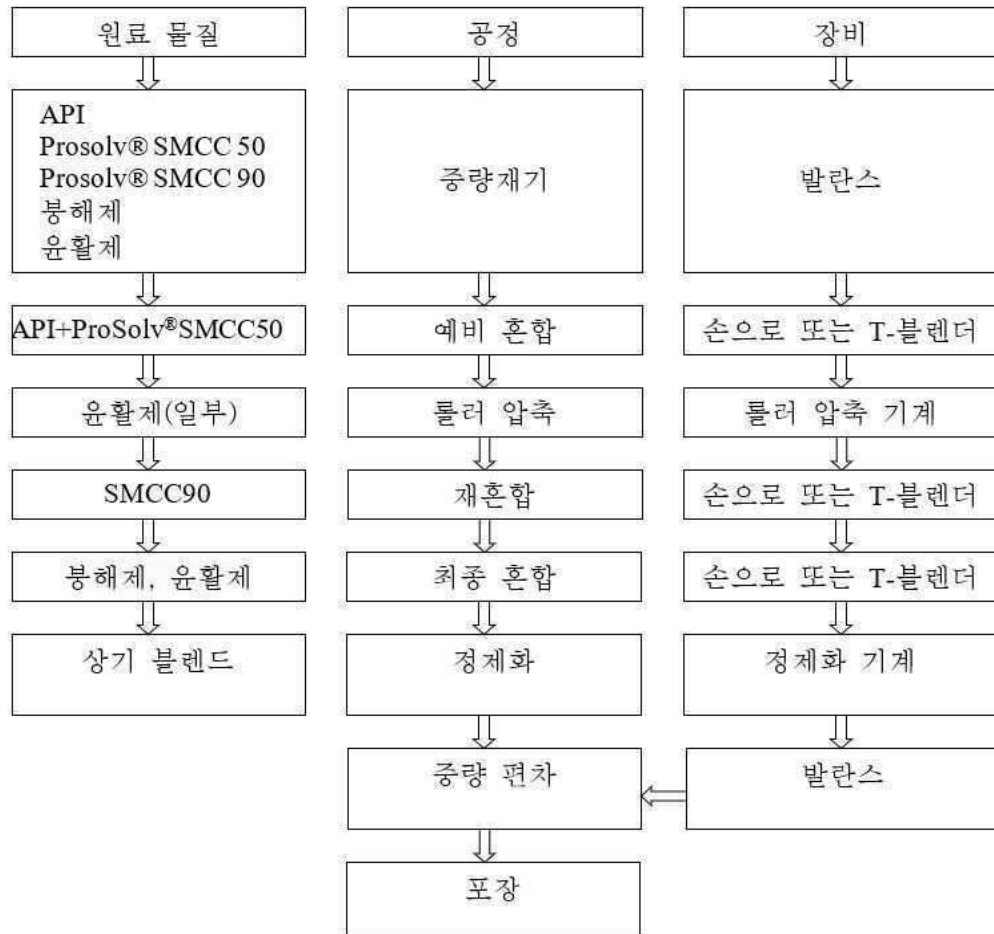 원료 물질
공정
장비
API
Prosolv® SMCC 50
Prosolv® SMCC 90
붕해제
윤활제
중량재기
발란스
API+ProSolv®SMCC50
예비 혼합
손으로 또는 T-블렌더
윤활제(일부)
롤러 압축
롤러 압축 기계
SMCC90
재혼합
손으로 또는 T-블렌더
붕해제, 윤활제
최종 혼합
손으로 또는 T-블렌더
상기 블렌드
정제화
정제화 기계
중량 편차
발란스
포장